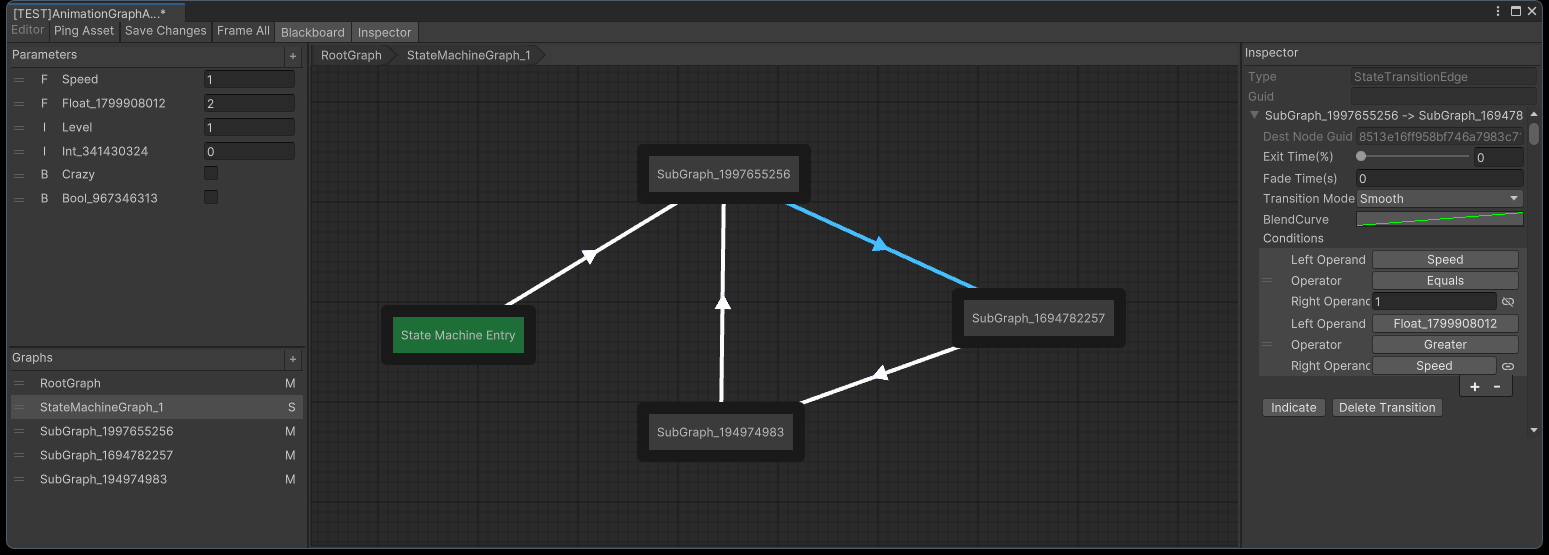 [TEST]AnimationGraphA...*
Editor Ping Asset Save Changes Frame All Blackboard Inspector
Parameters +
F Speed 1
F Float_1799908012 2
I Level 1
I Int_341430324 0
B Crazy
B Bool_967346313
Graphs +
RootGraph M
StateMachineGraph_1 S
SubGraph_1997655256 M
SubGraph_1694782257 M
SubGraph_194974983 M
RootGraph StateMachineGraph_1
SubGraph_1997655256
State Machine Entry
SubGraph_1694782257
SubGraph_194974983
Inspector
Type StateTransitionEdge
Guid
SubGraph_1997655256 -> SubGraph_169478
Dest Node Guid 8513e16ff958bf746a7983c7
Exit Time(%) 0
Fade Time(s) 0
Transition Mode Smooth
BlendCurve
Conditions
Left Operand Speed
Operator Equals
Right Operanc 1
Left Operand Float_1799908012
Operator Greater
Right Operanc Speed
+ -
Indicate Delete Transition